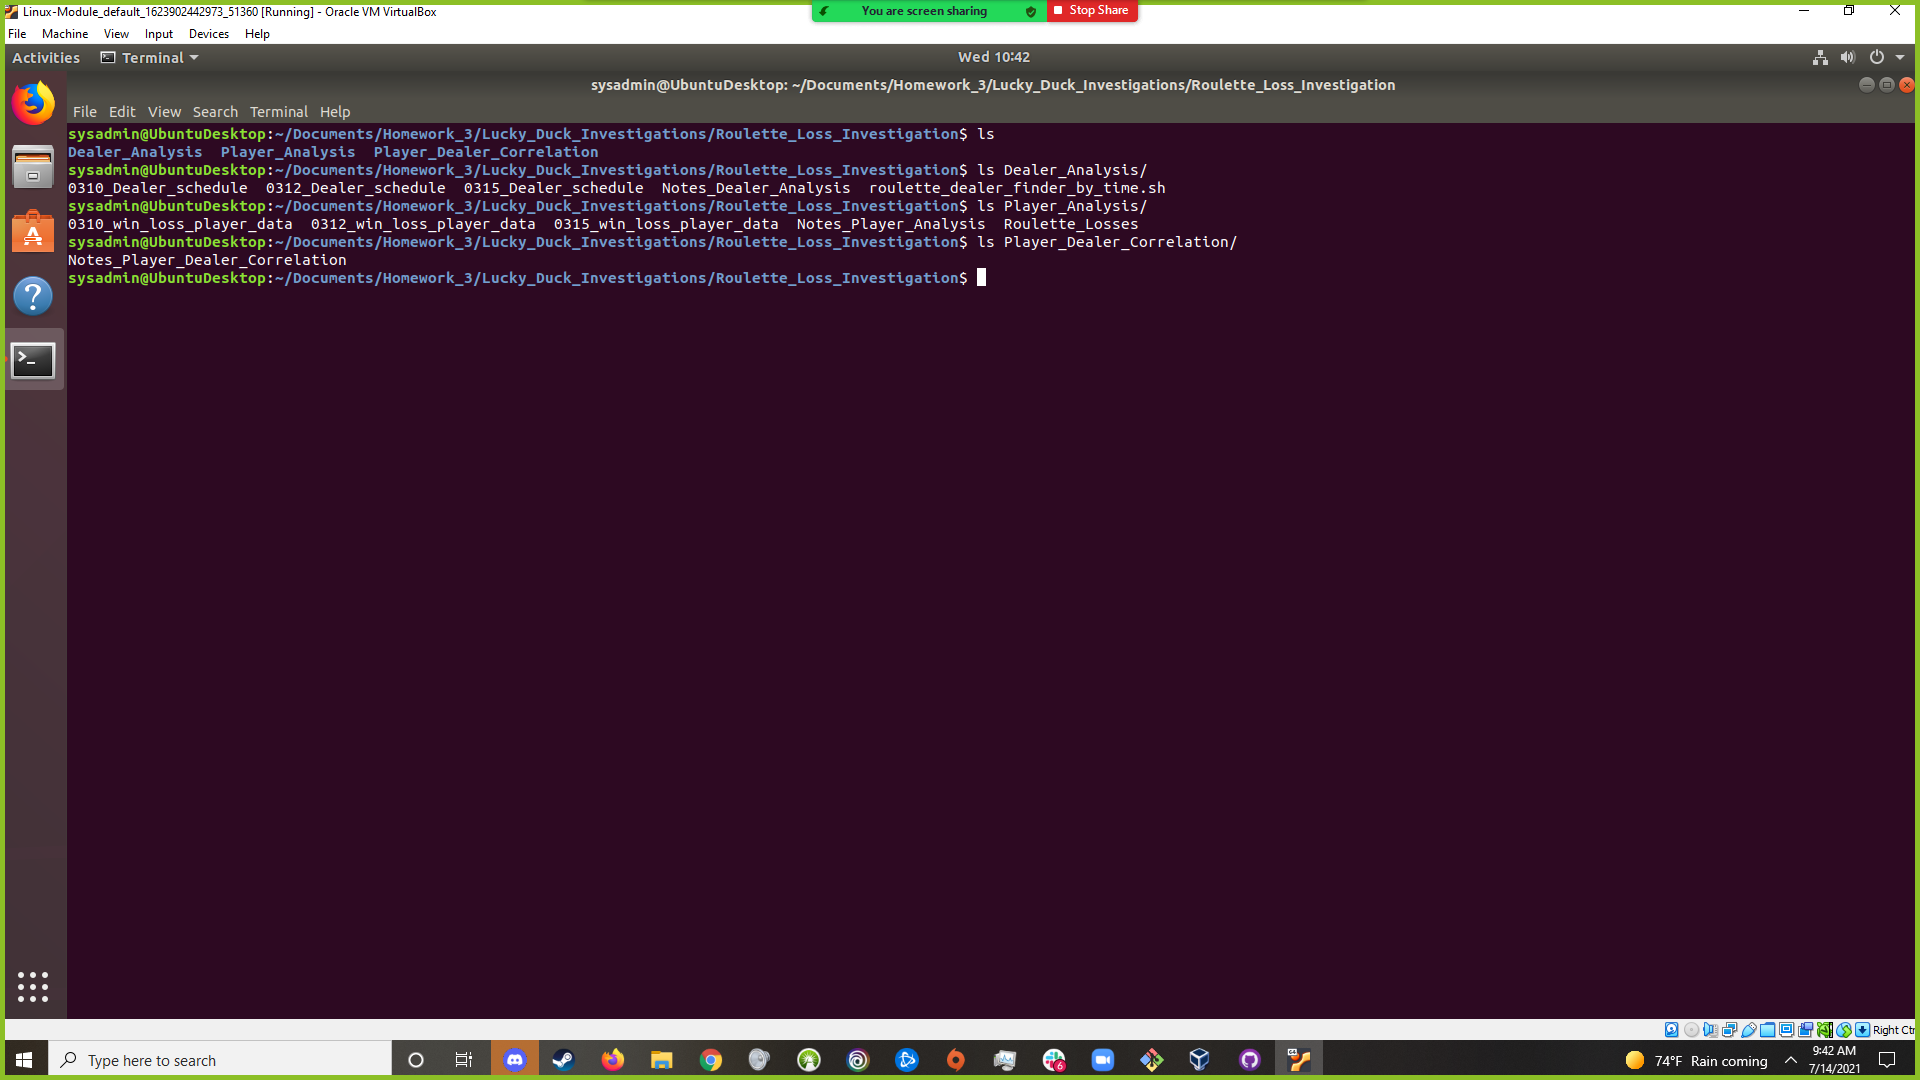 Linux-Module_default_1623902442973_51360 [Running] - Oracle VM VirtualBox
You are screen sharing Stop Share
File Machine View Input Devices Help
Activities Terminal Wed 10:42
sysadmin@UbuntuDesktop: ~/Documents/Homework_3/Lucky_Duck_Investigations/Roulette_Loss_Investigation
File Edit View Search Terminal Help
sysadmin@UbuntuDesktop:~/Documents/Homework_3/Lucky_Duck_Investigations/Roulette_Loss_Investigation$ ls
Dealer_Analysis Player_Analysis Player_Dealer_Correlation
sysadmin@UbuntuDesktop:~/Documents/Homework_3/Lucky_Duck_Investigations/Roulette_Loss_Investigation$ ls Dealer_Analysis/
0310_Dealer_schedule 0312_Dealer_schedule 0315_Dealer_schedule Notes_Dealer_Analysis roulette_dealer_finder_by_time.sh
sysadmin@UbuntuDesktop:~/Documents/Homework_3/Lucky_Duck_Investigations/Roulette_Loss_Investigation$ ls Player_Analysis/
0310_win_loss_player_data 0312_win_loss_player_data 0315_win_loss_player_data Notes_Player_Analysis Roulette_Losses
sysadmin@UbuntuDesktop:~/Documents/Homework_3/Lucky_Duck_Investigations/Roulette_Loss_Investigation$ ls Player_Dealer_Correlation/
Notes_Player_Dealer_Correlation
sysadmin@UbuntuDesktop:~/Documents/Homework_3/Lucky_Duck_Investigations/Roulette_Loss_Investigation$
Right Ctr
Type here to search
6
74°F Rain coming
9:42 AM
7/14/2021